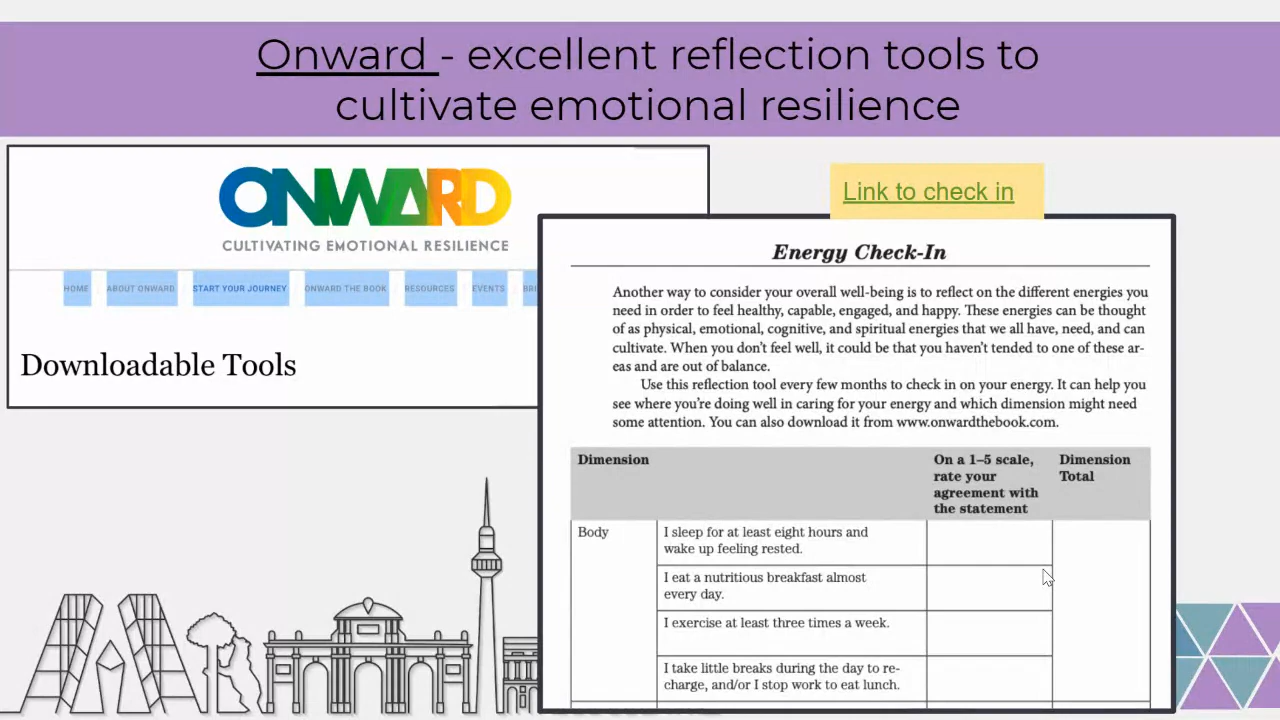 Onward - excellent reflection tools to
cultivate emotional resilience
ONWARD
CULTIVATING EMOTIONAL RESILIENCE
HOME ABOUT ONWARD START YOUR JOURNEY ONWARD THE BOOK RESOURCES EVENTS BRI
Downloadable Tools
Link to check in
Energy Check-In
Another way to consider your overall well-being is to reflect on the different energies you
need in order to feel healthy, capable, engaged, and happy. These energies can be thought
of as physical, emotional, cognitive, and spiritual energies that we all have, need, and can
cultivate. When you don't feel well, it could be that you haven't tended to one of these ar-
eas and are out of balance.
Use this reflection tool every few months to check in on your energy. It can help you
see where you're doing well in caring for your energy and which dimension might need
some attention. You can also download it from www.onwardthebook.com.
Dimension
On a 1–5 scale,
rate your
agreement with
the statement
Dimension
Total
Body
I sleep for at least eight hours and
wake up feeling rested.
I eat a nutritious breakfast almost
every day.
I exercise at least three times a week.
I take little breaks during the day to re-
charge, and/or I stop work to eat lunch.